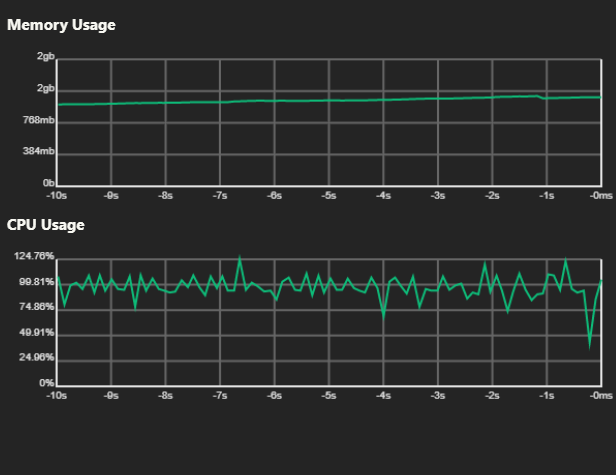 Memory Usage
2gb
2gb
768mb
384mb
0b
-10s -9s -8s -7s -6s -5s -4s -3s -2s -1s -0ms
CPU Usage
124.76%
99.81%
74.86%
49.91%
24.96%
0%
-10s -9s -8s -7s -6s -5s -4s -3s -2s -1s -0ms